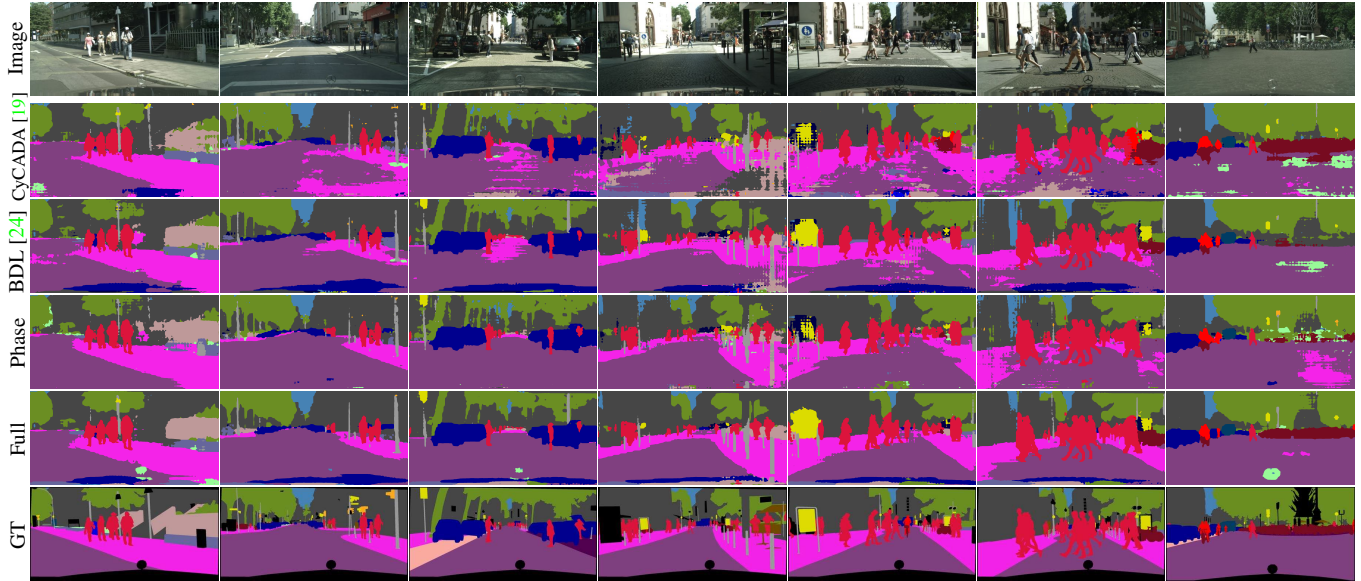 Image
CyCADA [19]
BDL [24]
Phase
Full
GT